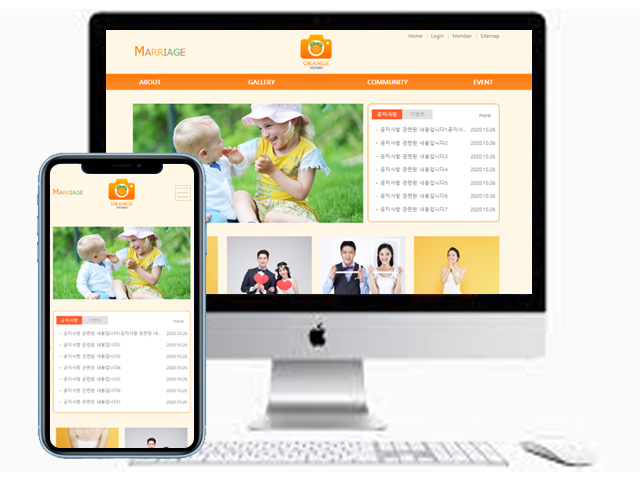 Home | Login | Member | Sitemap
MARRIAGE
ORANGE
STUDIO
ABOUT GALLERY COMMUNITY EVENT
공지사항 이벤트 more
• 공지사항 관련된 내용입니다1공지사... 2020.10.26
• 공지사항 관련된 내용입니다2 2020.10.26
• 공지사항 관련된 내용입니다3 2020.10.26
• 공지사항 관련된 내용입니다4 2020.10.26
• 공지사항 관련된 내용입니다5 2020.10.26
• 공지사항 관련된 내용입니다6 2020.10.26
• 공지사항 관련된 내용입니다7 2020.10.26
MARRIAGE
ORANGE
STUDIO
공지사항 이벤트 more
• 공지사항 관련된 내용입니다1공지사항 관련된 내... 2020.10.26
• 공지사항 관련된 내용입니다2 2020.10.26
• 공지사항 관련된 내용입니다3 2020.10.26
• 공지사항 관련된 내용입니다4 2020.10.26
• 공지사항 관련된 내용입니다5 2020.10.26
• 공지사항 관련된 내용입니다6 2020.10.26
• 공지사항 관련된 내용입니다7 2020.10.26